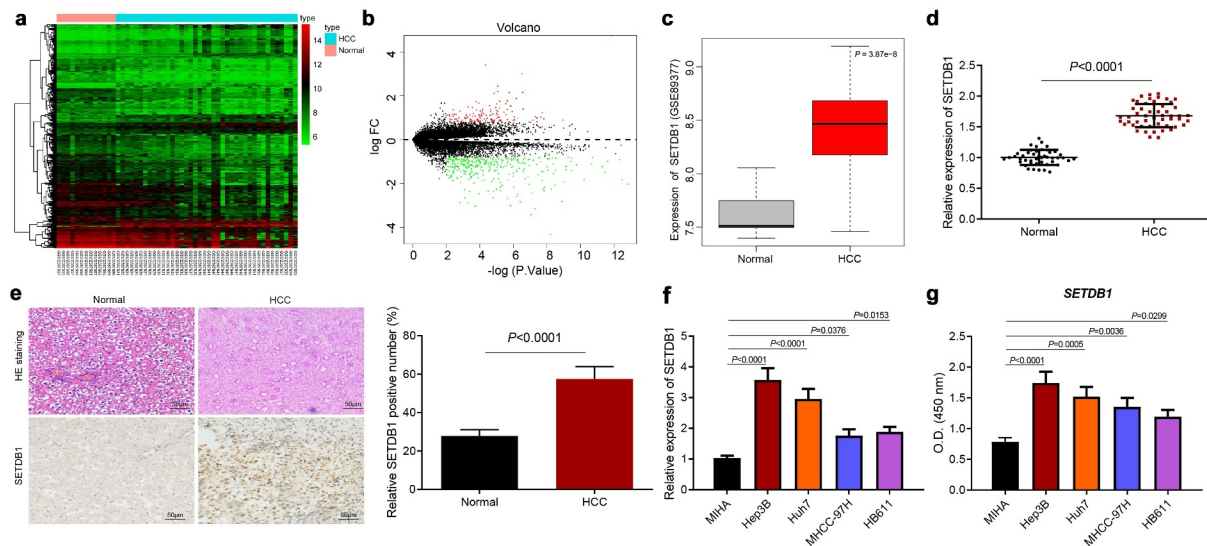 a
type
type
HCC
Normal
14
12
10
8
6
b
Volcano
log FC
4
2
0
-2
-4
0 2 4 6 8 10 12
-log (P.Value)
c
Expression of SETDB1 (GSE89377)
9.0
8.5
8.0
7.5
P = 3.87e-8
Normal HCC
d
Relative expression of SETDB1
2.5
2.0
1.5
1.0
0.5
0.0
P<0.0001
Normal HCC
e
Normal HCC
HE staining
50μm 50μm
SETDB1
50μm 50μm
Relative SETDB1 positive number (%)
80
60
40
20
0
P<0.0001
Normal HCC
f
Relative expression of SETDB1
5
4
3
2
1
0
P=0.0153
P=0.0376
P<0.0001
P<0.0001
MIHA Hep3B Huh7 MHCC-97H HB611
g
SETDB1
O.D. (450 nm)
2.5
2.0
1.5
1.0
0.5
0.0
P=0.0299
P=0.0036
P=0.0005
P<0.0001
MIHA Hep3B Huh7 MHCC-97H HB611